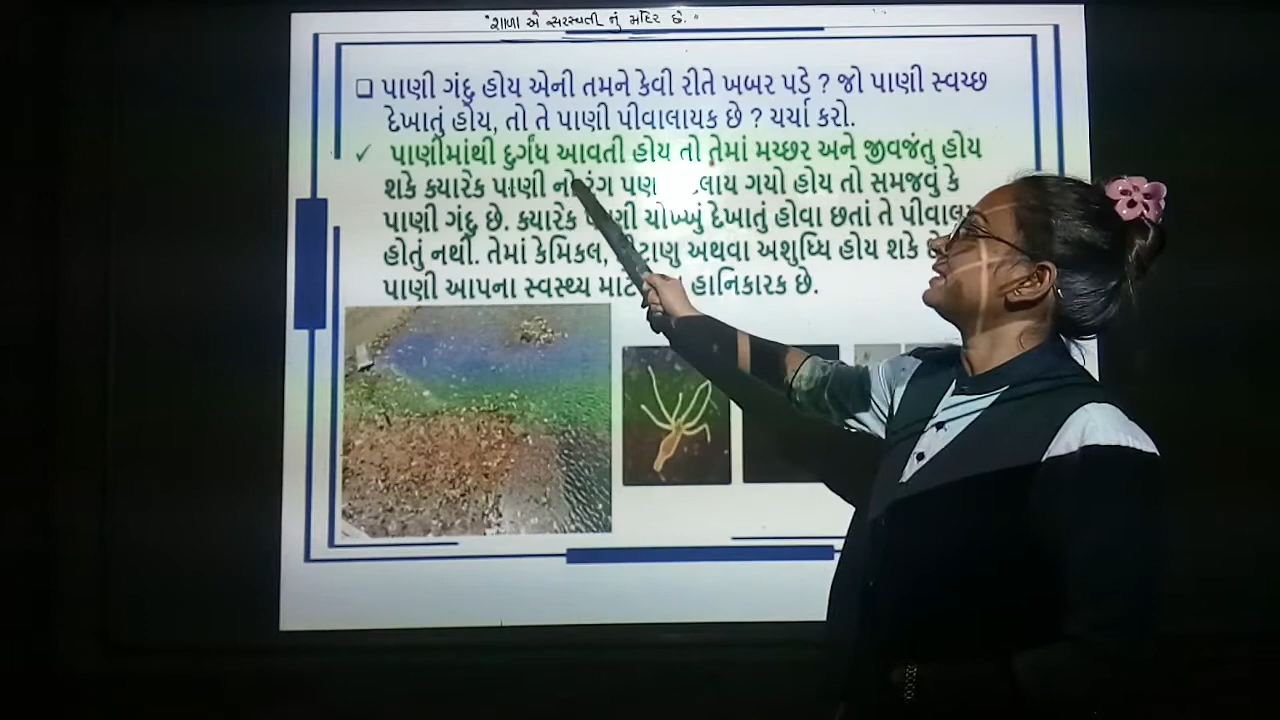 "શાળા એ સરસ્વતી નું મંદિર છે."
પાણી ગંદુ હોય એની તમને કેવી રીતે ખબર પડે ? જો પાણી સ્વચ્છ
દેખાતું હોય, તો તે પાણી પીવાલાયક છે ? ચર્ચા કરો.
✓ પાણીમાંથી દુર્ગંધ આવતી હોય તો તેમાં મચ્છર અને જીવજંતુ હોય
શકે ક્યારેક પાણી નો રંગ પણ લાય ગયો હોય તો સમજવું કે
પાણી ગંદુ છે. ક્યારેક ચોખ્ખું દેખાતું હોવા છતાં તે
હોતું નથી. તેમાં કેમિકલ, અથવા અશુધ્ધિ હોય શકે
પાણી આપના સ્વસ્થ્ય હાનિકારક છે.